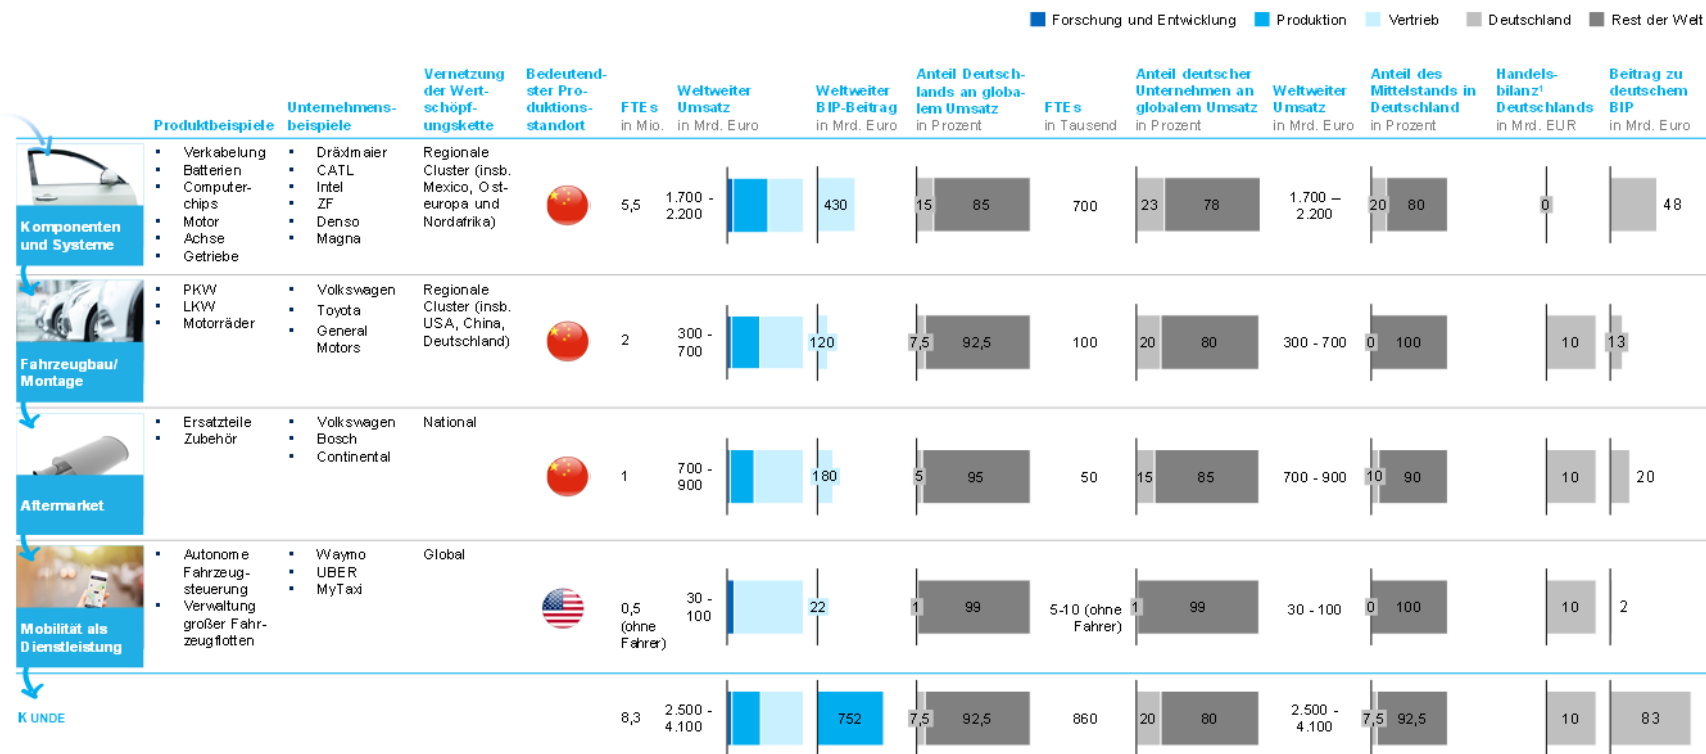 Forschung und Entwicklung Produktion Vertrieb Deutschland Rest der Welt
Produktbeispiele
Unternehmens-
beispiele
Vernetzung
der Wert-
schöpf-
ungskette
Bedeutend-
ster Pro-
duktions-
standort
FTEs
in Mio.
Weltweiter
Umsatz
in Mrd. Euro
Weltweiter
BIP-Beitrag
in Mrd. Euro
Anteil Deutsch-
lands an globa-
lem Umsatz
in Prozent
FTEs
in Tausend
Anteil deutscher
Unternehmen an
globalem Umsatz
in Prozent
Weltweiter
Umsatz
in Mrd. Euro
Anteil des
Mittelstands in
Deutschland
in Prozent
Handels-
bilanz¹
Deutschlands
in Mrd. EUR
Beitrag zu
deutschem
BIP
in Mrd. Euro
Komponenten
und Systeme
▪ Verkabelung
▪ Batterien
▪ Computer-
chips
▪ Motor
▪ Achse
▪ Getriebe
▪ Dräxlmaier
▪ CATL
▪ Intel
▪ ZF
▪ Denso
▪ Magna
Regionale
Cluster (insb.
Mexico, Ost-
europa und
Nordafrika)
5,5
1.700 -
2.200
430
15 85
700
23 78
1.700 –
2.200
20 80
0
48
Fahrzeugbau/
Montage
▪ PKW
▪ LKW
▪ Motorräder
▪ Volkswagen
▪ Toyota
▪ General
Motors
Regionale
Cluster (insb.
USA, China,
Deutschland)
2
300 -
700
120
7,5 92,5
100
20 80
300 - 700
0 100
10
13
Aftermarket
▪ Ersatzteile
▪ Zubehör
▪ Volkswagen
▪ Bosch
▪ Continental
National
1
700 -
900
180
5 95
50
15 85
700 - 900
10 90
10
20
Mobilität als
Dienstleistung
▪ Autonome
Fahrzeug-
steuerung
▪ Verwaltung
großer Fahr-
zeugflotten
▪ Waymo
▪ UBER
▪ MyTaxi
Global
0,5
(ohne
Fahrer)
30 -
100
22
1 99
5-10 (ohne
Fahrer)
1 99
30 - 100
0 100
10
2
KUNDE
8,3
2.500 -
4.100
752
7,5 92,5
860
20 80
2.500 -
4.100
7,5 92,5
10
83